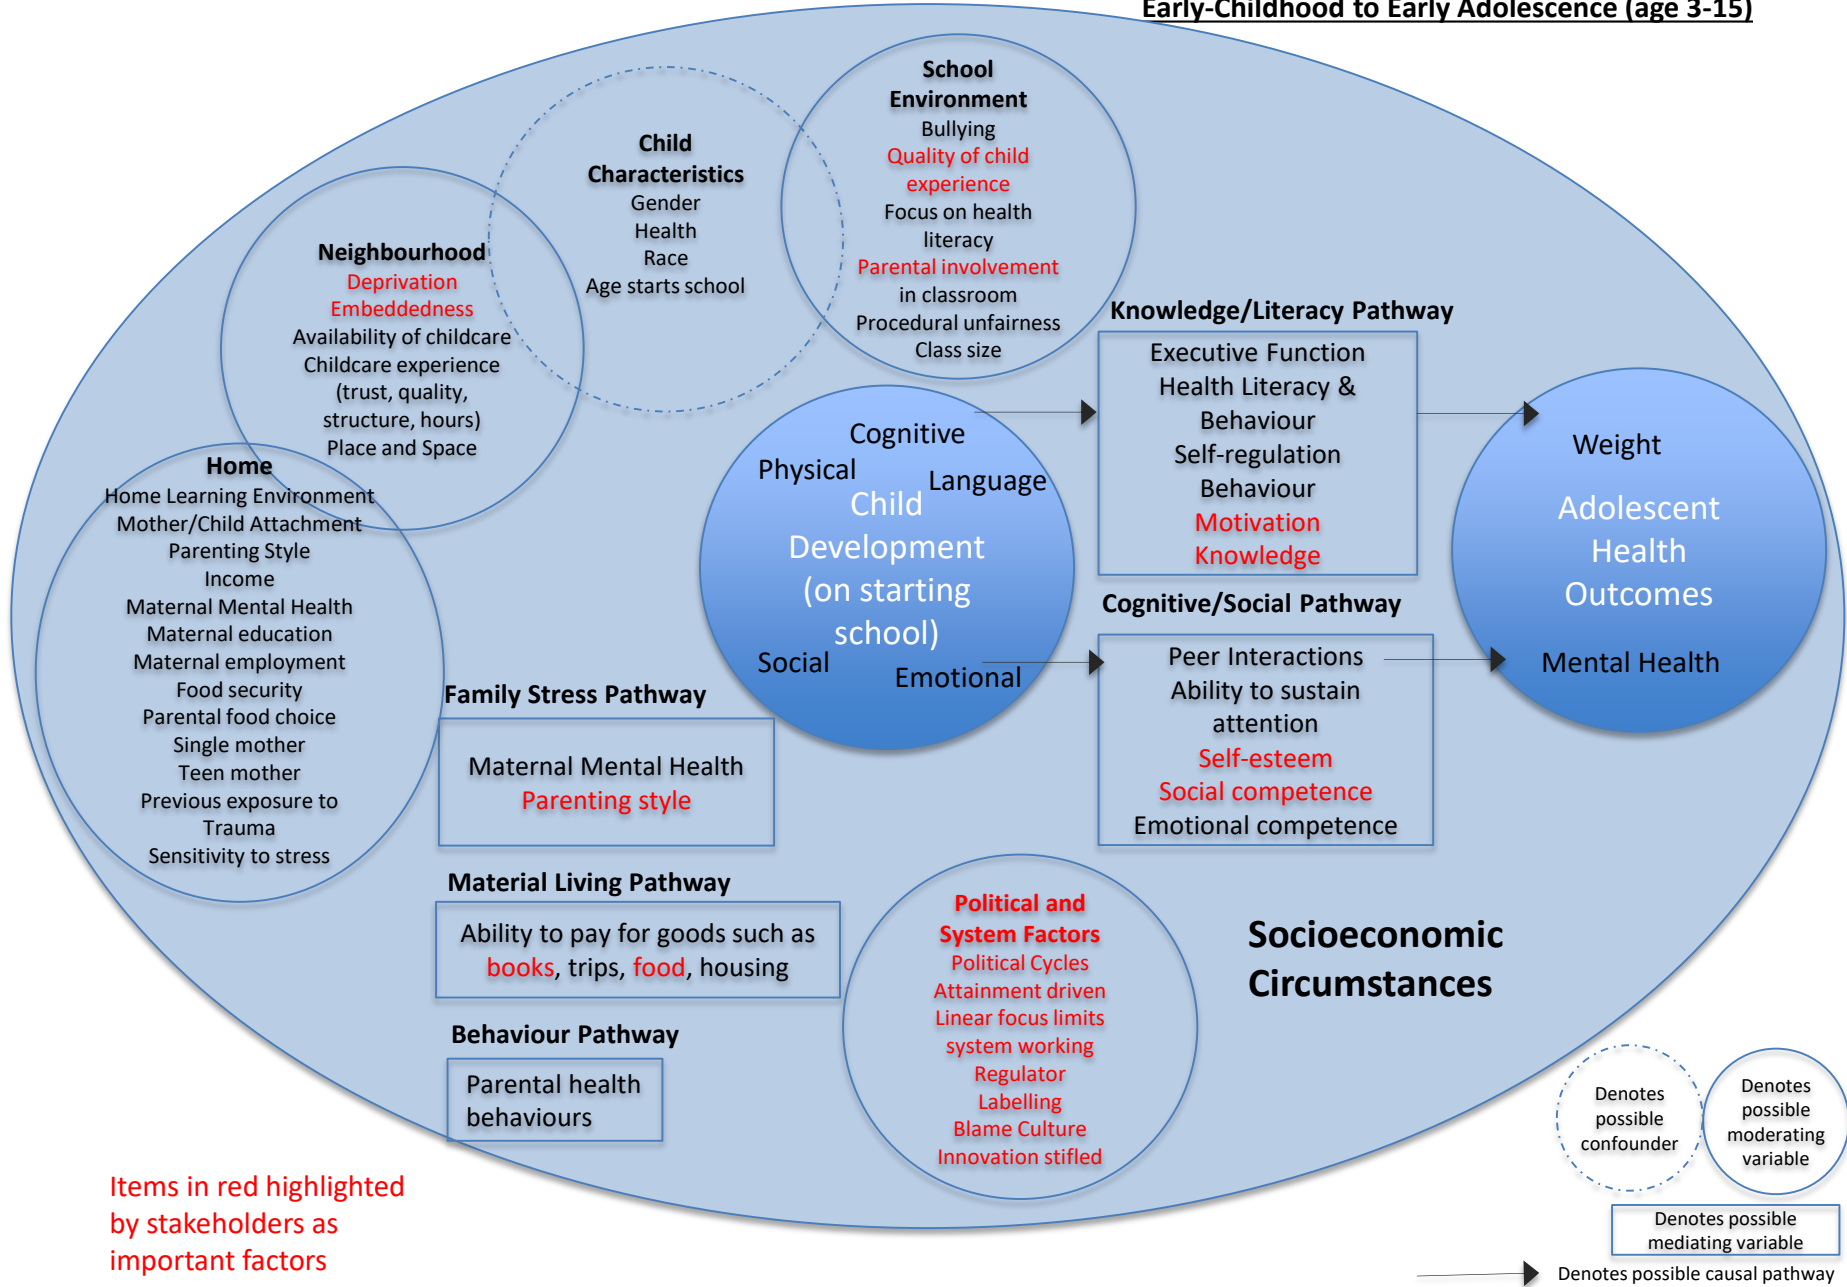 Early-Childhood to Early Adolescence (age 3-15)
School
Environment
Bullying
Quality of child
experience
Focus on health
literacy
Parental involvement
in classroom
Procedural unfairness
Class size
Child
Characteristics
Gender
Health
Race
Age starts school
Neighbourhood
Deprivation
Embeddedness
Availability of childcare
Childcare experience
(trust, quality,
structure, hours)
Place and Space
Home
Home Learning Environment
Mother/Child Attachment
Parenting Style
Income
Maternal Mental Health
Maternal education
Maternal employment
Food security
Parental food choice
Single mother
Teen mother
Previous exposure to
Trauma
Sensitivity to stress
Cognitive
Physical
Language
Child
Development
(on starting
school)
Social
Emotional
Knowledge/Literacy Pathway
Executive Function
Health Literacy &
Behaviour
Self-regulation
Behaviour
Motivation
Knowledge
Cognitive/Social Pathway
Peer Interactions
Ability to sustain
attention
Self-esteem
Social competence
Emotional competence
Weight
Adolescent
Health
Outcomes
Mental Health
Family Stress Pathway
Maternal Mental Health
Parenting style
Material Living Pathway
Ability to pay for goods such as
books, trips, food, housing
Behaviour Pathway
Parental health
behaviours
Political and
System Factors
Political Cycles
Attainment driven
Linear focus limits
system working
Regulator
Labelling
Blame Culture
Innovation stifled
Socioeconomic
Circumstances
Items in red highlighted
by stakeholders as
important factors
Denotes
possible
confounder
Denotes
possible
moderating
variable
Denotes possible
mediating variable
Denotes possible causal pathway